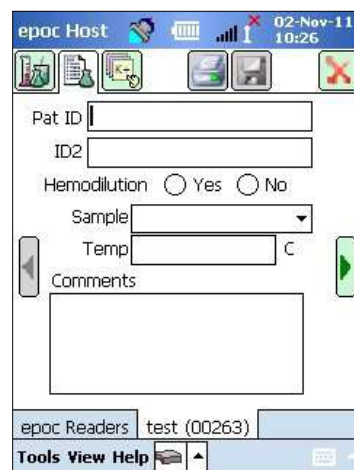 epoc Host 02-Nov-11
10:26
K+
Pat ID
ID2
Hemodilution Yes No
Sample
Temp C
Comments
epoc Readers test (00263)
Tools View Help